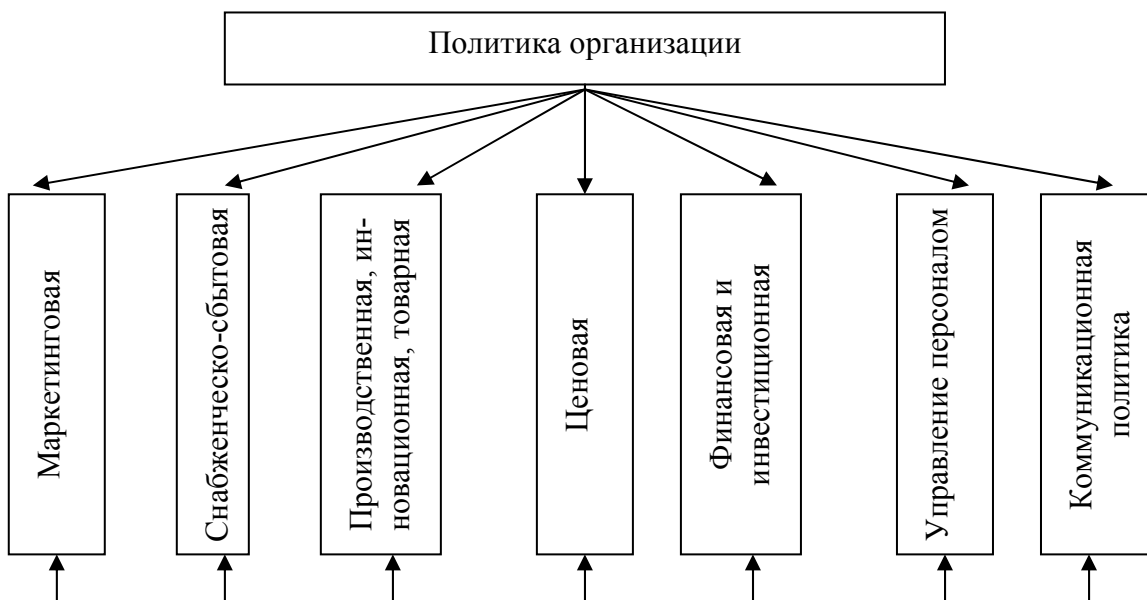 Политика организации
Маркетинговая
Снабженческо-сбытовая
Производственная, ин-
новационная, товарная
Ценовая
Финансовая и
инвестиционная
Управление персоналом
Коммуникационная
политика